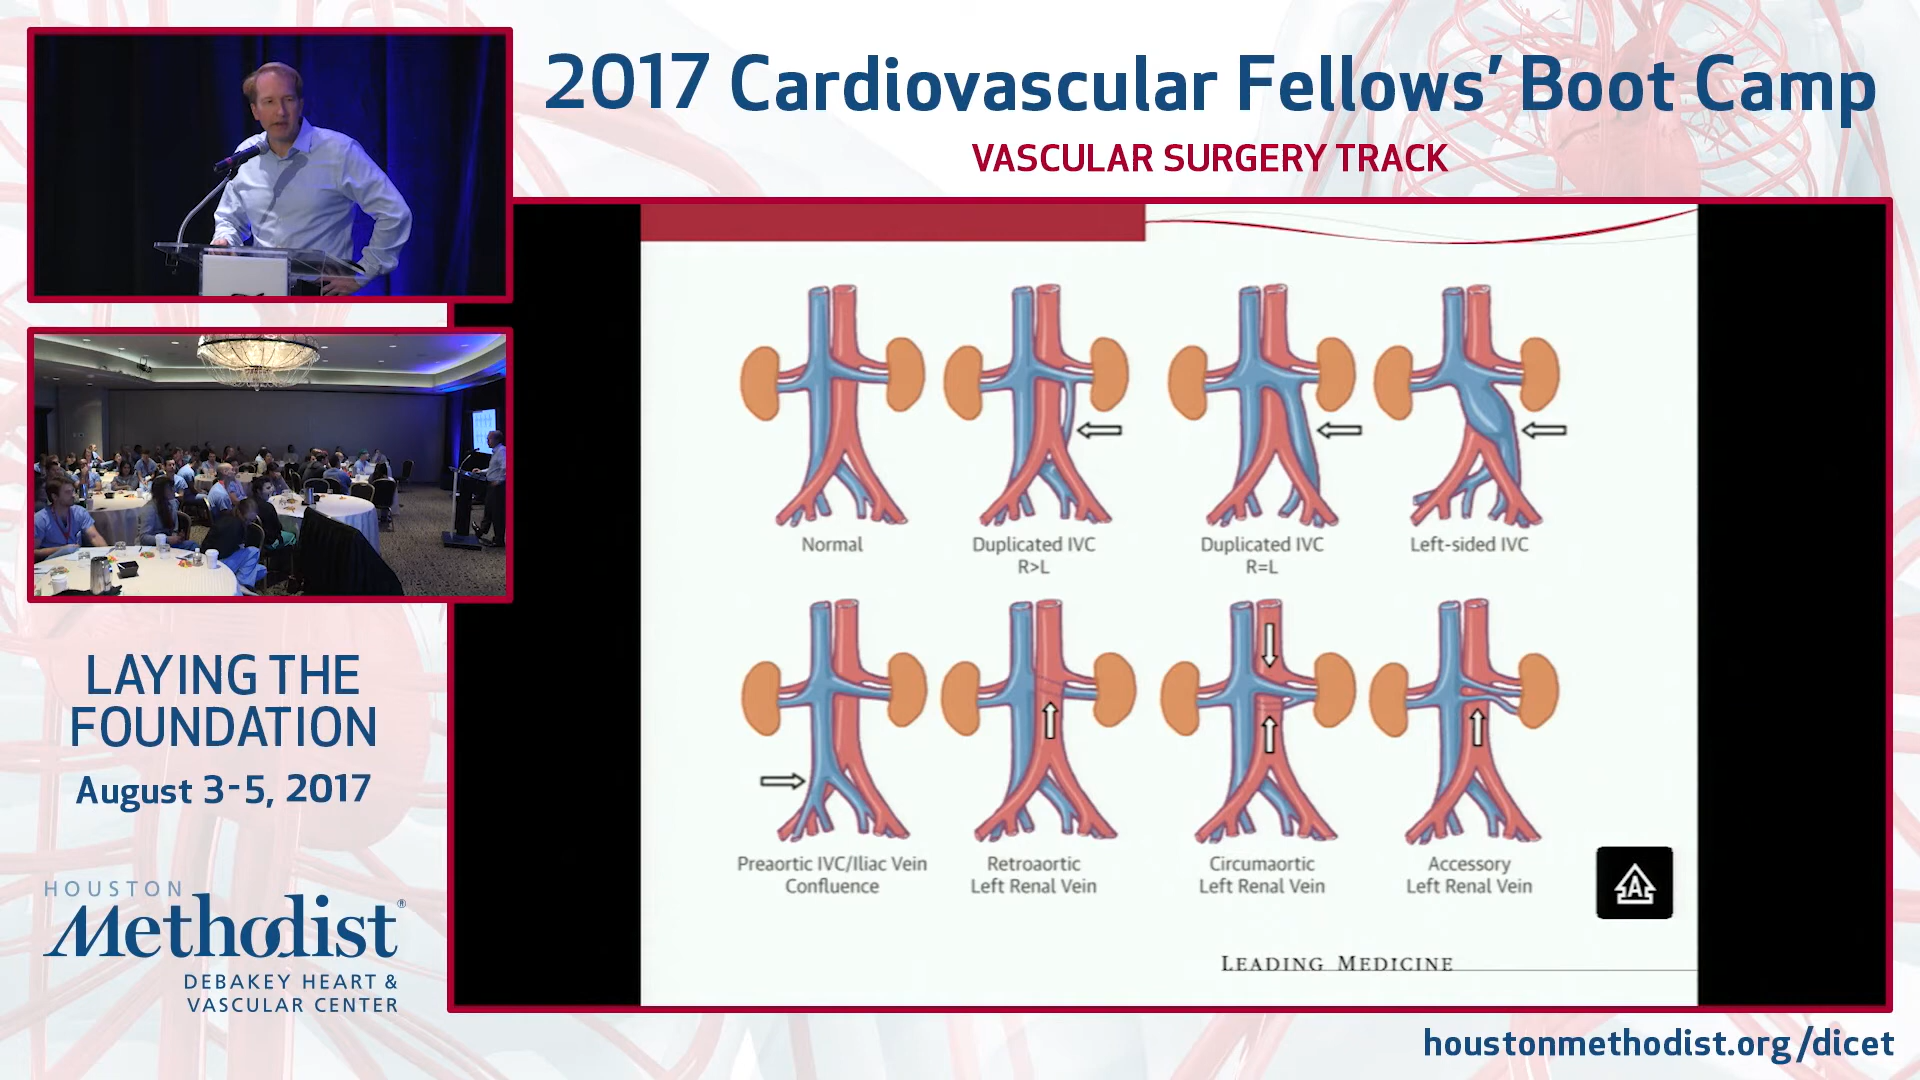 2017 Cardiovascular Fellows’ Boot Camp
VASCULAR SURGERY TRACK
Normal
Duplicated IVC
R>L
Duplicated IVC
R=L
Left-sided IVC
Preaortic IVC/Iliac Vein
Confluence
Retroaortic
Left Renal Vein
Circumaortic
Left Renal Vein
Accessory
Left Renal Vein
A
LEADING MEDICINE
LAYING THE
FOUNDATION
August 3-5, 2017
HOUSTON
Methodist®
DEBAKEY HEART &
VASCULAR CENTER
houstonmethodist.org/dicet